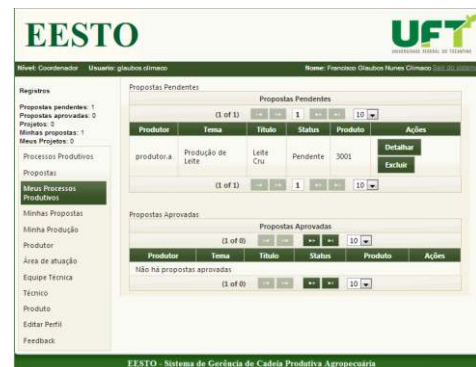 EESTO
UFT
UNIVERSIDADE FEDERAL DO TOCANTINS
Nível: Coordenador Usuario: glaubos climaco Nome: Francisco Glaubos Nunes Climaco Sair do sistema
Registros
Propostas pendentes: 1
Propostas aprovadas: 0
Projetos: 0
Minhas propostas: 1
Meus Projetos: 0
Processos Produtivos
Propostas
Meus Processos
Produtivos
Minhas Propostas
Minha Produção
Produtor
Área de atuação
Equipe Técnica
Técnico
Produto
Editar Perfil
Feedback
Propostas Pendentes
Propostas Pendentes
(1 of 1) 1 10
Produtor Tema Título Status Produto Ações
produtor.a Produção de Leite Leite Cru Pendente 3001 Detalhar
Excluir
(1 of 1) 1 10
Propostas Aprovadas
Propostas Aprovadas
(1 of 0) 10
Produtor Tema Título Status Produto Ações
Não há propostas aprovadas
(1 of 0) 10
EESTO - Sistema de Gerência de Cadeia Produtiva Agropecuária